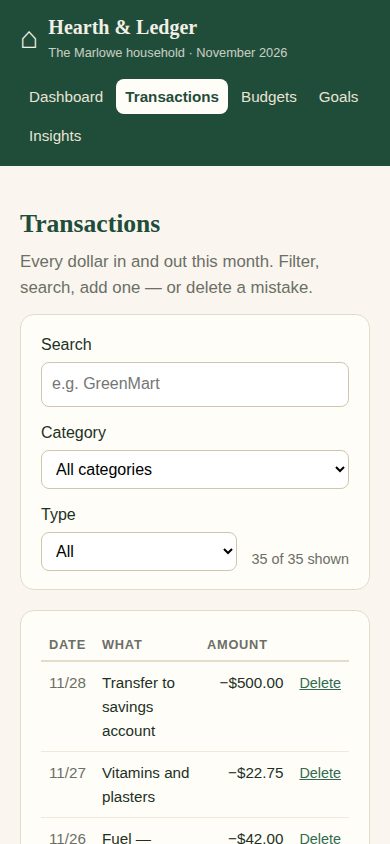 Hearth & Ledger
The Marlowe household · November 2026
Dashboard Transactions Budgets Goals
Insights
Transactions
Every dollar in and out this month. Filter,
search, add one — or delete a mistake.
Search
e.g. GreenMart
Category
All categories
Type
All
35 of 35 shown
DATE WHAT AMOUNT
11/28 Transfer to −$500.00 Delete
savings
account
11/27 Vitamins and −$22.75 Delete
plasters
11/26 Fuel — −$42.00 Delete